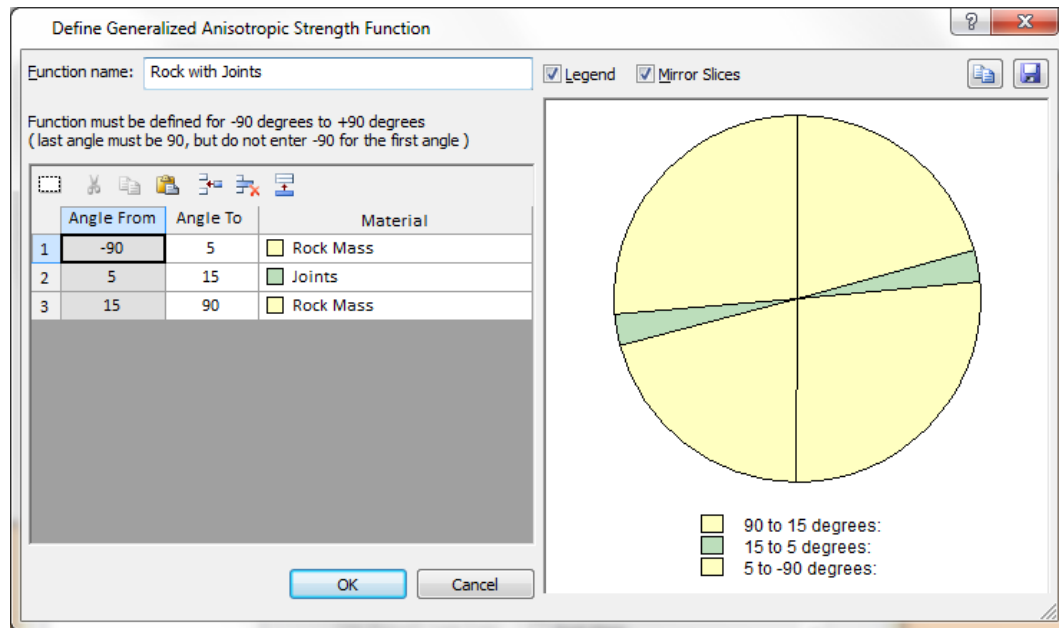 Define Generalized Anisotropic Strength Function
Function name: Rock with Joints
Legend Mirror Slices
Function must be defined for -90 degrees to +90 degrees
( last angle must be 90, but do not enter -90 for the first angle )
Angle From Angle To Material
1 -90 5 Rock Mass
2 5 15 Joints
3 15 90 Rock Mass
90 to 15 degrees:
15 to 5 degrees:
5 to -90 degrees:
OK Cancel